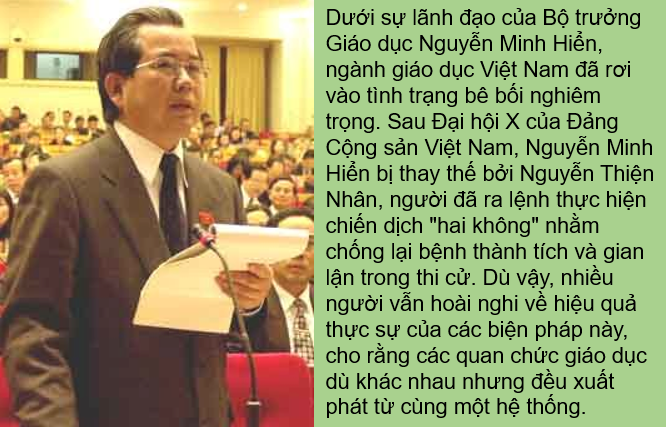 Dưới sự lãnh đạo của Bộ trưởng
Giáo dục Nguyễn Minh Hiển,
ngành giáo dục Việt Nam đã rơi
vào tình trạng bê bối nghiêm
trọng. Sau Đại hội X của Đảng
Cộng sản Việt Nam, Nguyễn Minh
Hiển bị thay thế bởi Nguyễn Thiện
Nhân, người đã ra lệnh thực hiện
chiến dịch "hai không" nhằm
chống lại bệnh thành tích và gian
lận trong thi cử. Dù vậy, nhiều
người vẫn hoài nghi về hiệu quả
thực sự của các biện pháp này,
cho rằng các quan chức giáo dục
dù khác nhau nhưng đều xuất
phát từ cùng một hệ thống.